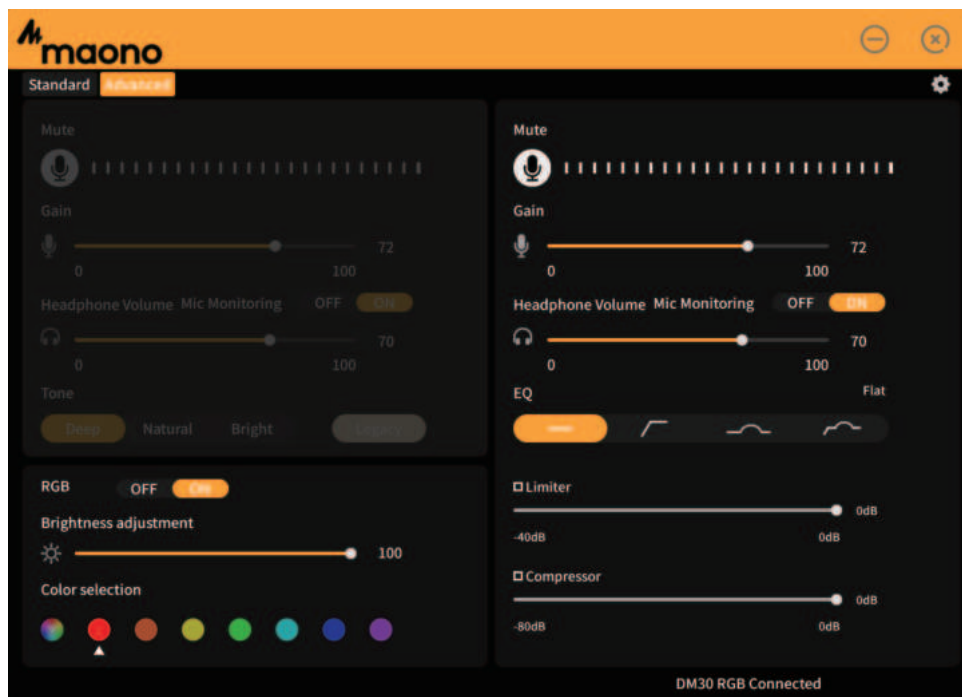 maono
Standard Advanced
Mute
Gain
72
0 100
Headphone Volume Mic Monitoring OFF ON
70
0 100
Tone
Deep Natural Bright Legacy
RGB OFF ON
Brightness adjustment
100
Color selection
Mute
Gain
72
0 100
Headphone Volume Mic Monitoring OFF ON
70
0 100
EQ Flat
Limiter
0dB
-40dB 0dB
Compressor
0dB
-80dB 0dB
DM30 RGB Connected